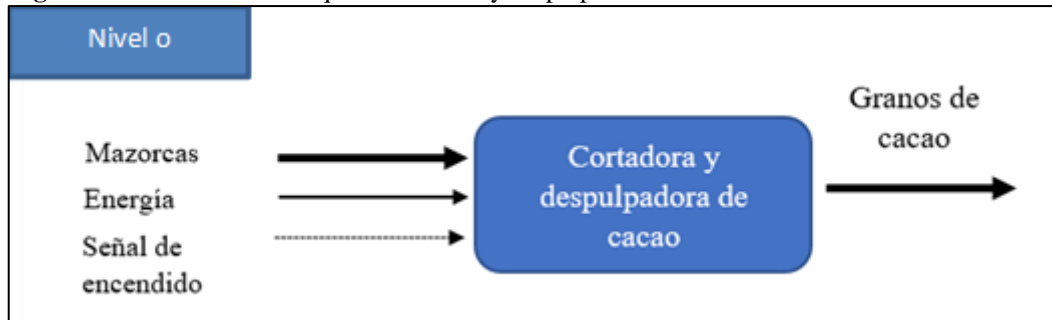 Nivel o
Granos de
cacao
Mazorcas
Energía
Señal de
encendido
Cortadora y
despulpadora de
cacao